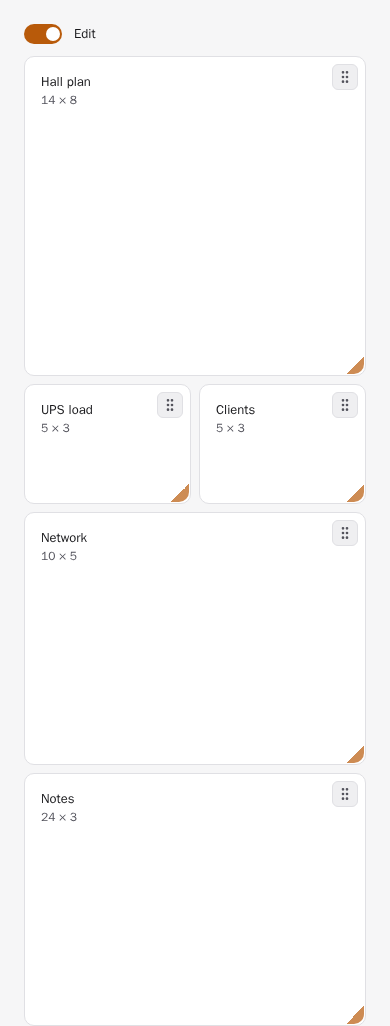 Edit
Hall plan
14 × 8
UPS load
5 × 3
Clients
5 × 3
Network
10 × 5
Notes
24 × 3